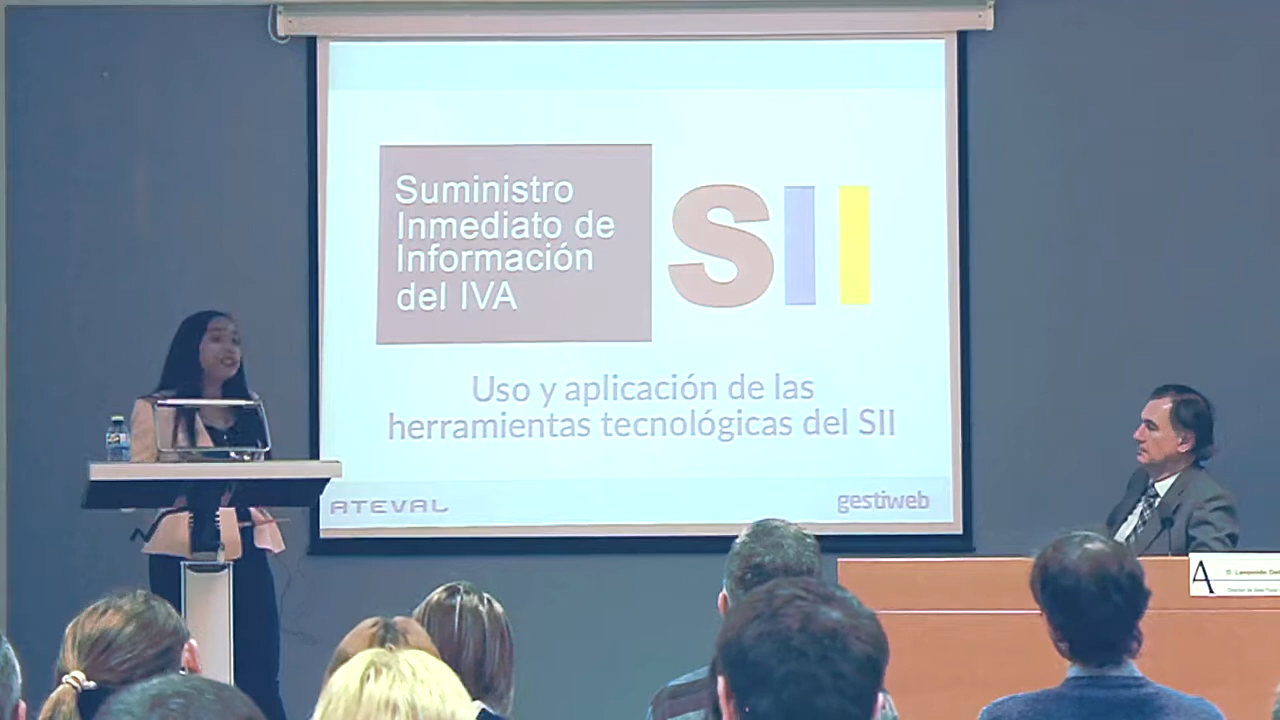 Suministro
Inmediato de
Información
del IVA
SII
Uso y aplicación de las
herramientas tecnológicas del SII
ATEVAL
gestiweb
A